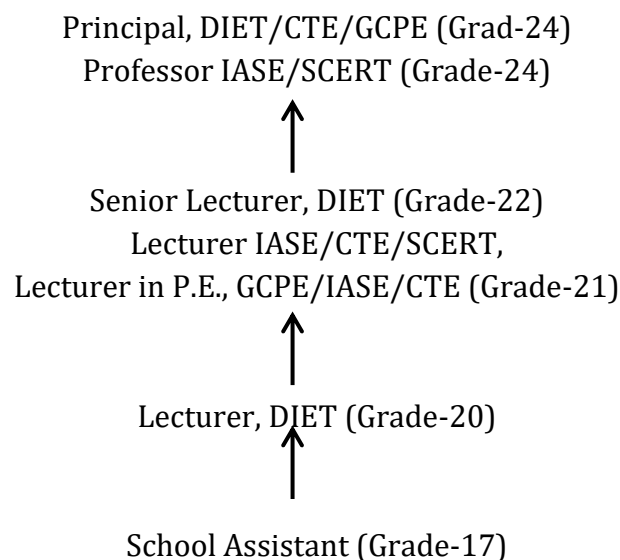 Principal, DIET/CTE/GCPE (Grad-24)
Professor IASE/SCERT (Grade-24)
Senior Lecturer, DIET (Grade-22)
Lecturer IASE/CTE/SCERT,
Lecturer in P.E., GCPE/IASE/CTE (Grade-21)
Lecturer, DIET (Grade-20)
School Assistant (Grade-17)